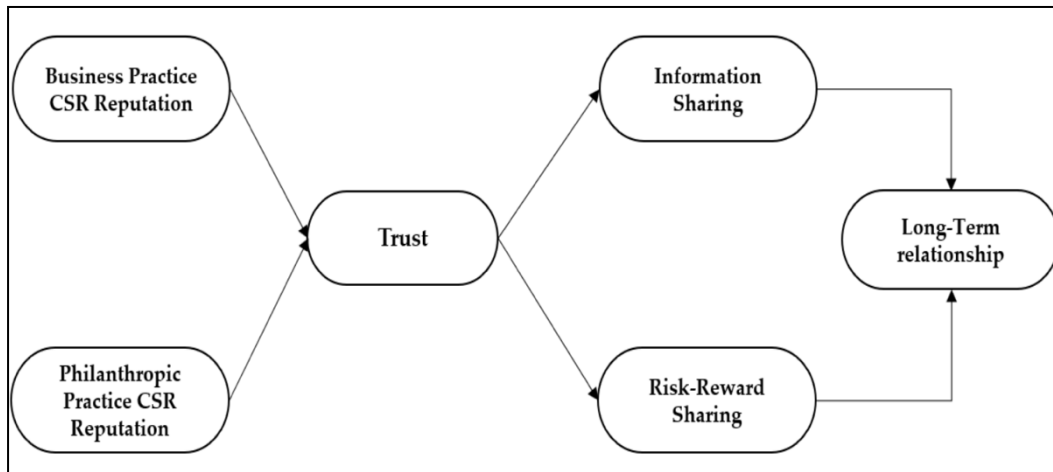 Business Practice
CSR Reputation
Information
Sharing
Trust
Long-Term
relationship
Philanthropic
Practice CSR
Reputation
Risk-Reward
Sharing